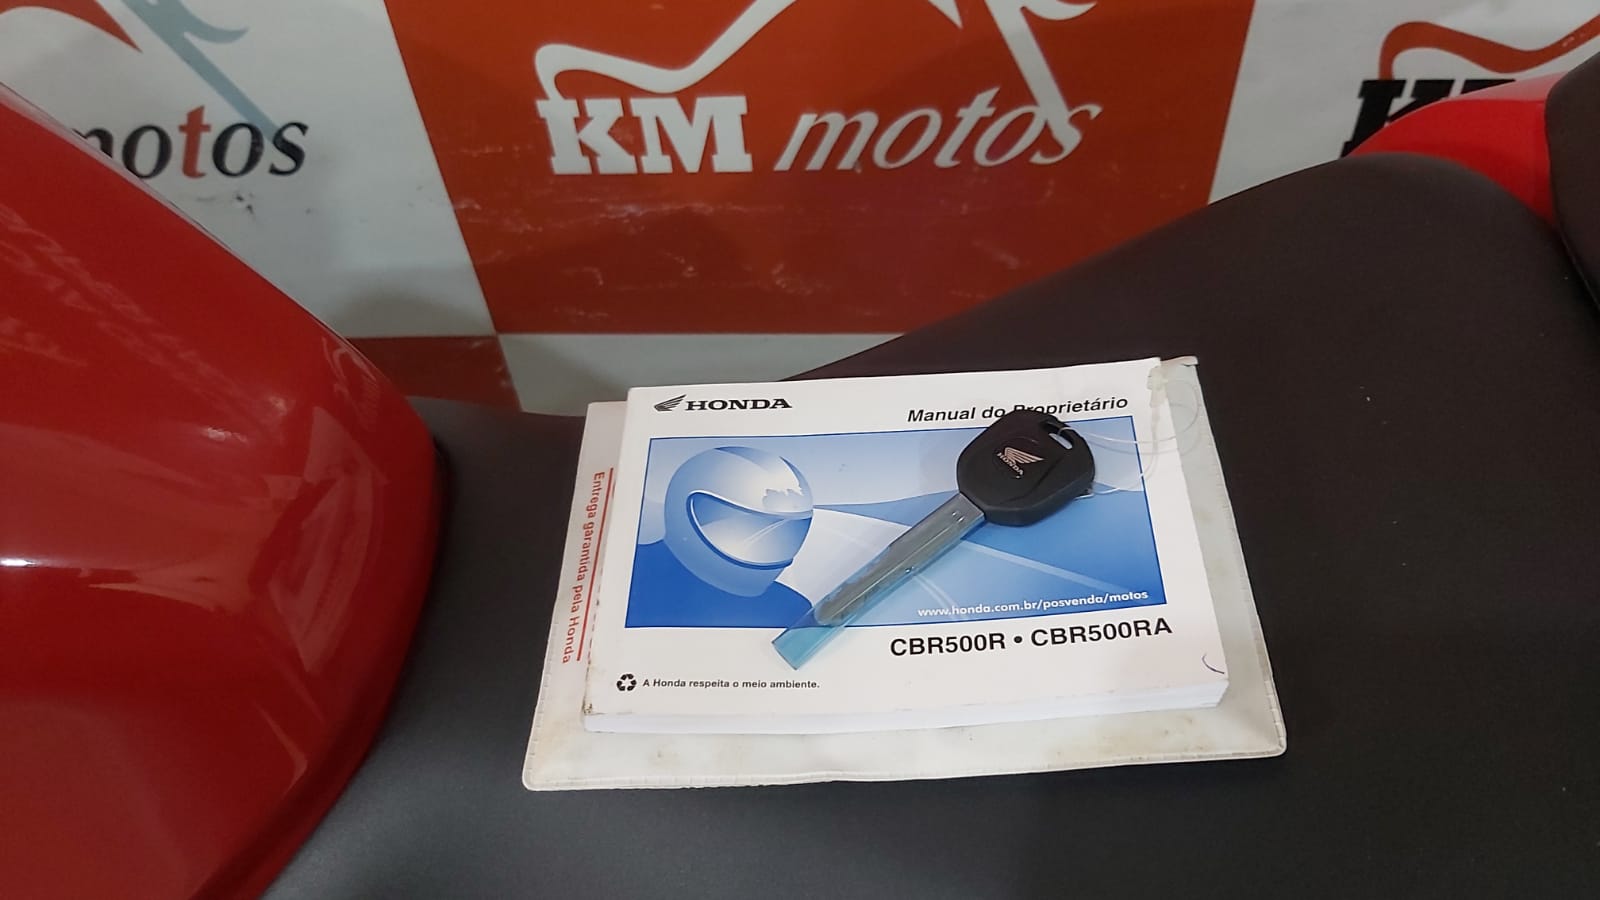 motos
KM motos
HONDA
Manual do Proprietário
HONDA
Entrega garantida pela Honda
www.honda.com.br/posvenda/motos
CBR500R • CBR500RA
A Honda respeita o meio ambiente.